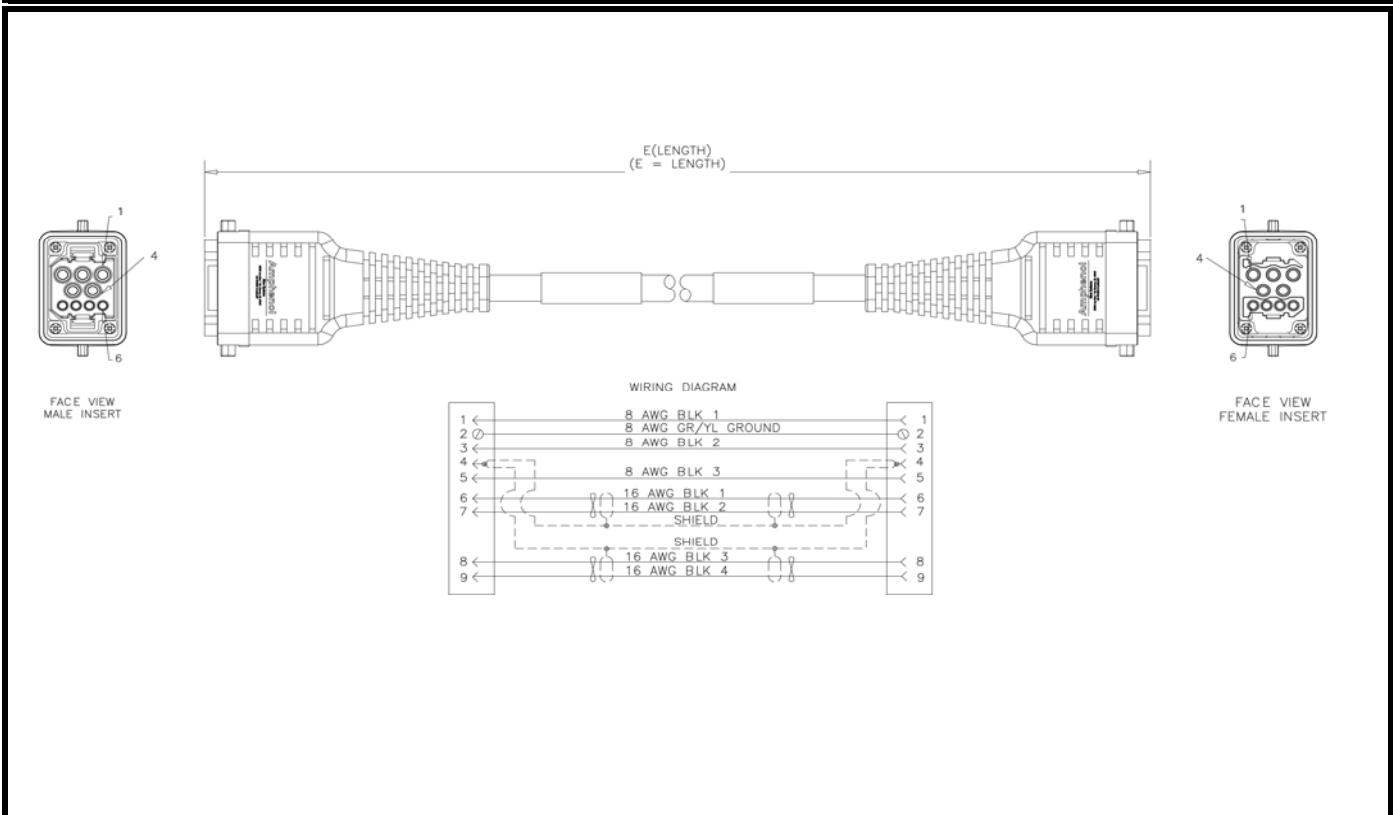 E(LENGTH)
(E = LENGTH)
1
4
6
FACE VIEW
MALE INSERT
Amphenol
Amphenol
1
4
6
FACE VIEW
FEMALE INSERT
WIRING DIAGRAM
1 8 AWG BLK 1 1
2 8 AWG GR/YL GROUND 2
3 8 AWG BLK 2 3
4 4
5 8 AWG BLK 3 5
6 16 AWG BLK 1 6
7 16 AWG BLK 2 7
SHIELD
SHIELD
8 16 AWG BLK 3 8
9 16 AWG BLK 4 9